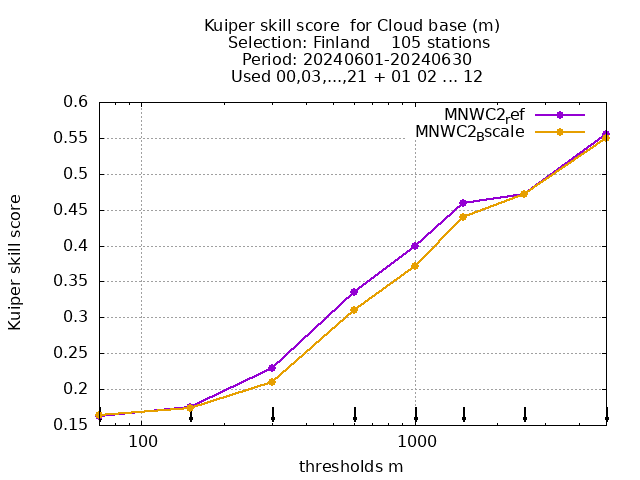 Kuiper skill score  for Cloud base (m)
Selection: Finland    105 stations
Period: 20240601-20240630
Used 00,03,...,21 + 01 02 ... 12
MNWC2ref
MNWC2Bscale
0.6
0.55
0.5
0.45
0.4
0.35
0.3
0.25
0.2
0.15
Kuiper skill score
100
1000
thresholds m